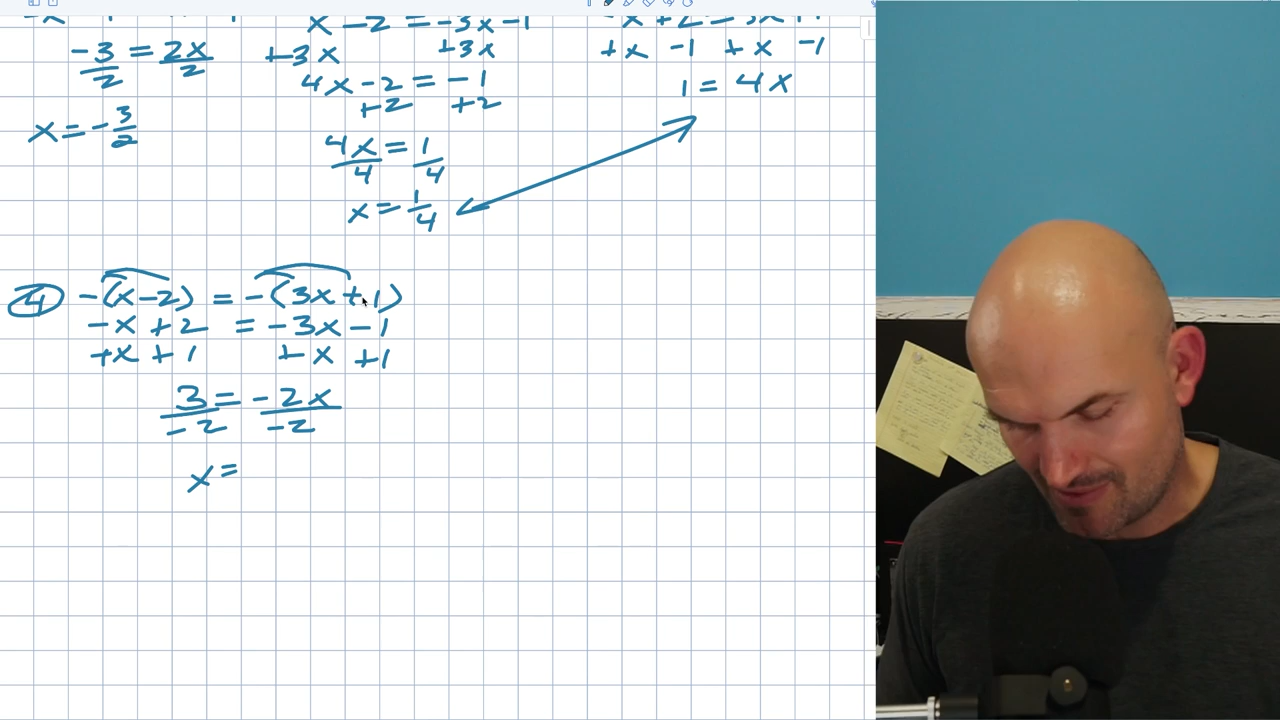 x - 2 = -3x - 1
-3 = 2x
2 2
+3x +3x
4x - 2 = -1
+2 +2
+x -1 +x -1
1 = 4x
x = -3/2
4x = 1
4 4
x = 1/4
④ -(x - 2) = -(3x + 1)
-x + 2 = -3x - 1
+x + 1 + x + 1
3 = -2x
-2 -2
x =